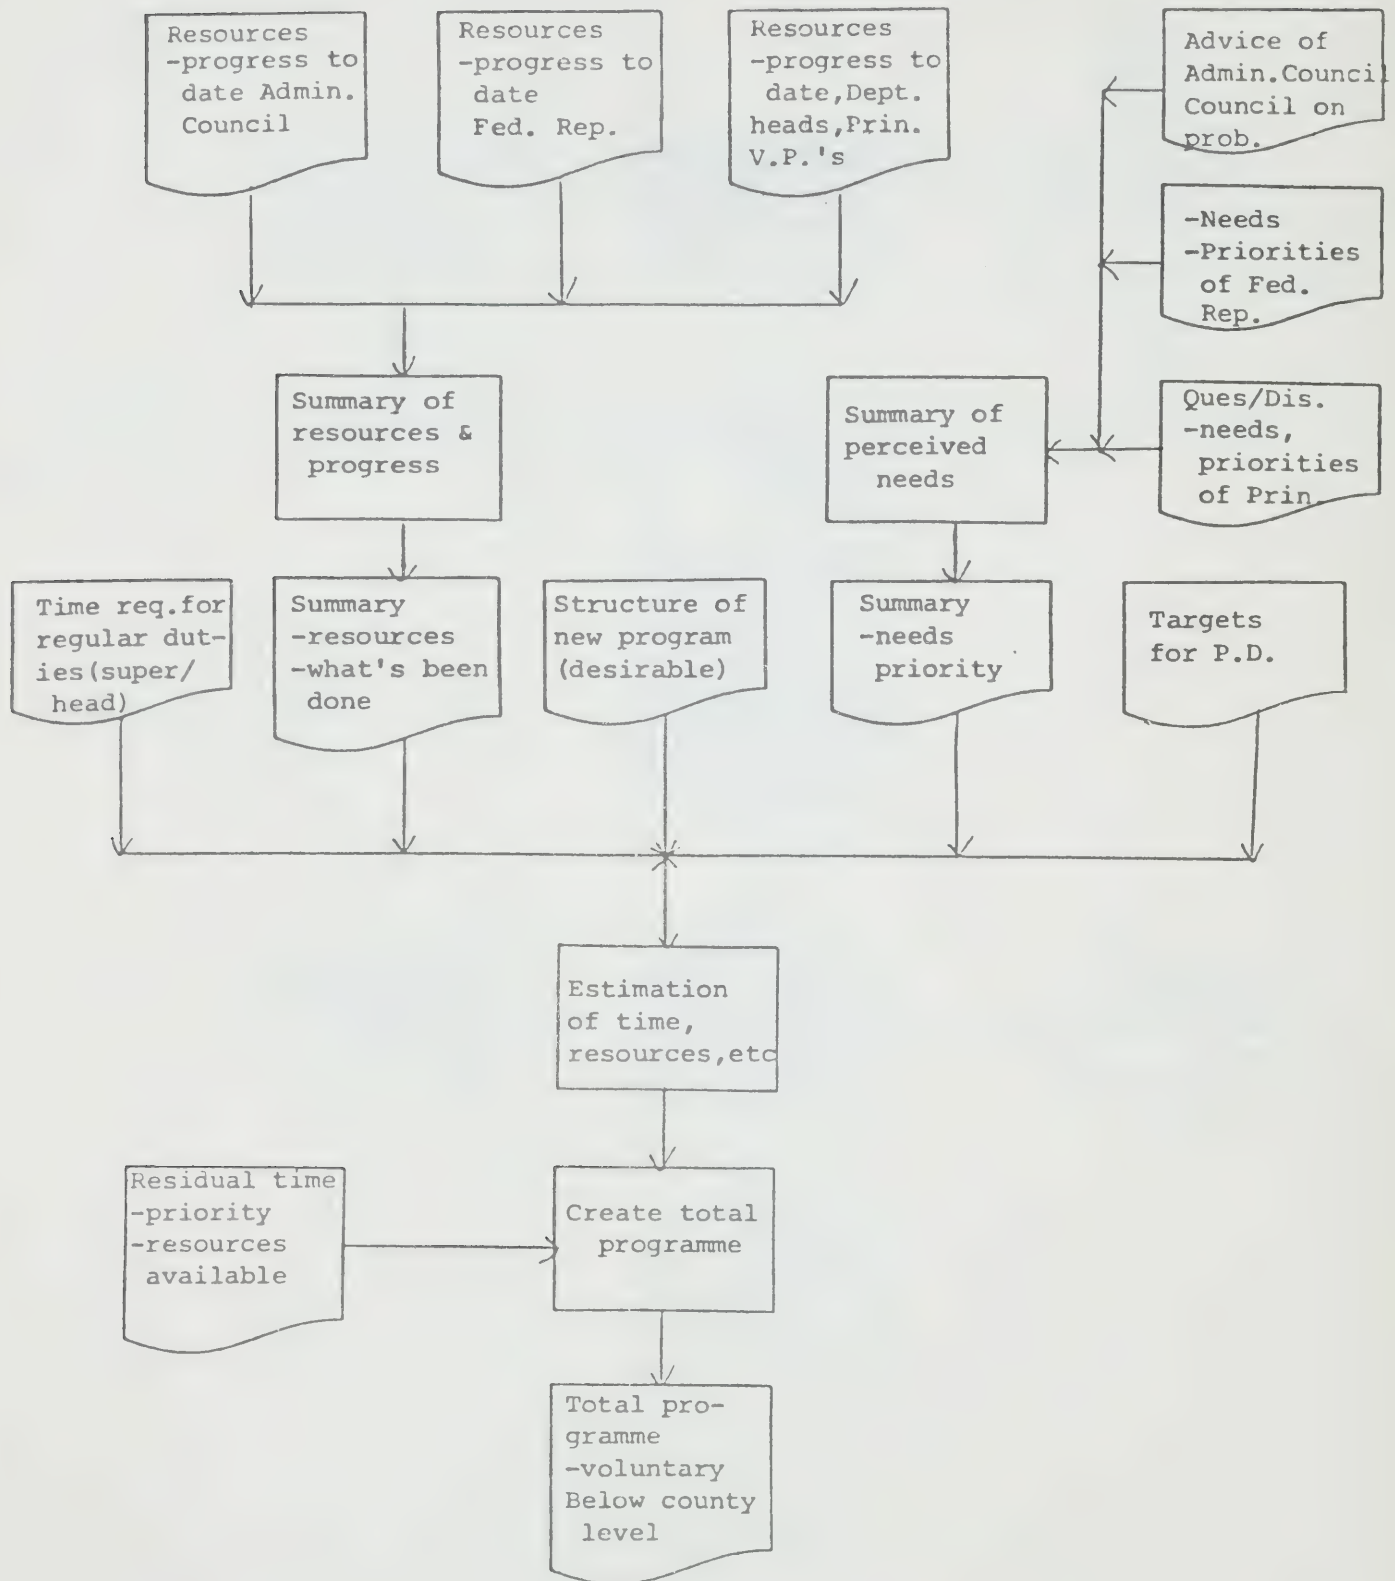 Resources
-progress to
date Admin.
Council
Resources
-progress to
date
Fed. Rep.
Resources
-progress to
date,Dept.
heads,Prin.
V.P.'s
Advice of
Admin.Council
Council on
prob.
-Needs
-Priorities
of Fed.
Rep.
Ques/Dis.
-needs,
priorities
of Prin.
Summary of
resources &
progress
Summary of
perceived
needs
Time req.for
regular dut-
ies(super/
head)
Summary
-resources
-what's been
done
Structure of
new program
(desirable)
Summary
-needs
priority
Targets
for P.D.
Estimation
of time,
resources,etc
Residual time
-priority
-resources
available
Create total
programme
Total pro-
gramme
-voluntary
Below county
level